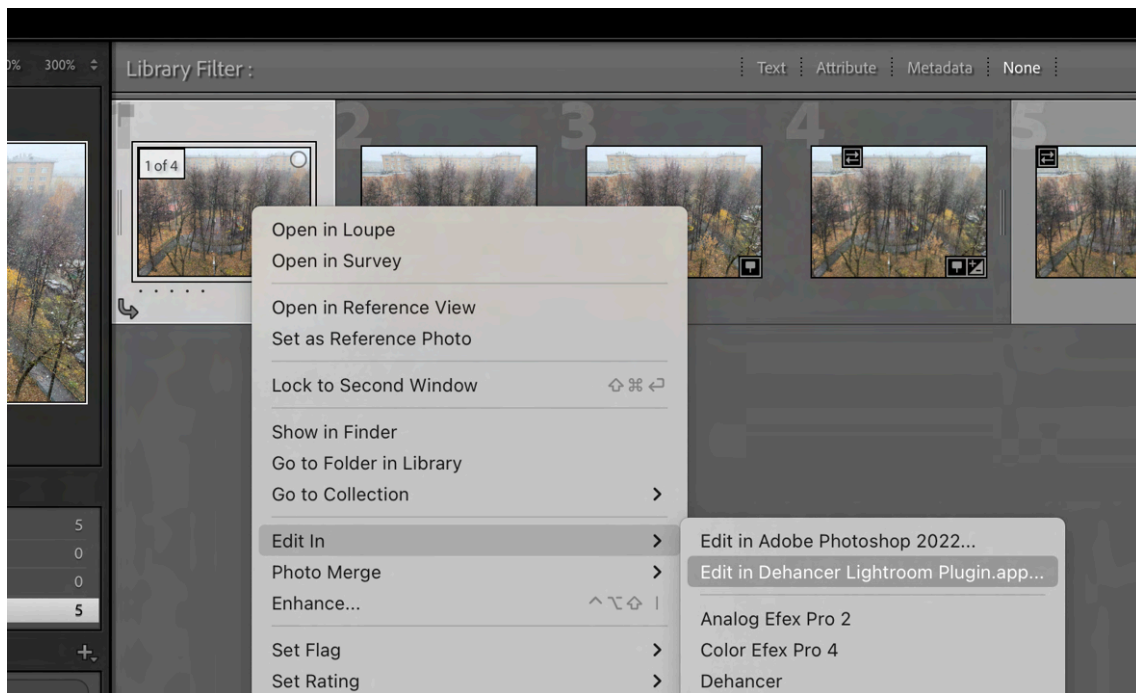 300%
Library Filter :
Text
Attribute
Metadata
None
1
2
3
4
5
1 of 4
Open in Loupe
Open in Survey
Open in Reference View
Set as Reference Photo
Lock to Second Window ⇧⌘↩
Show in Finder
Go to Folder in Library
Go to Collection
Edit In
Photo Merge
Enhance... ^⌥⇧ I
Set Flag
Set Rating
Edit in Adobe Photoshop 2022...
Edit in Dehancer Lightroom Plugin.app...
Analog Efex Pro 2
Color Efex Pro 4
Dehancer
5
0
0
5